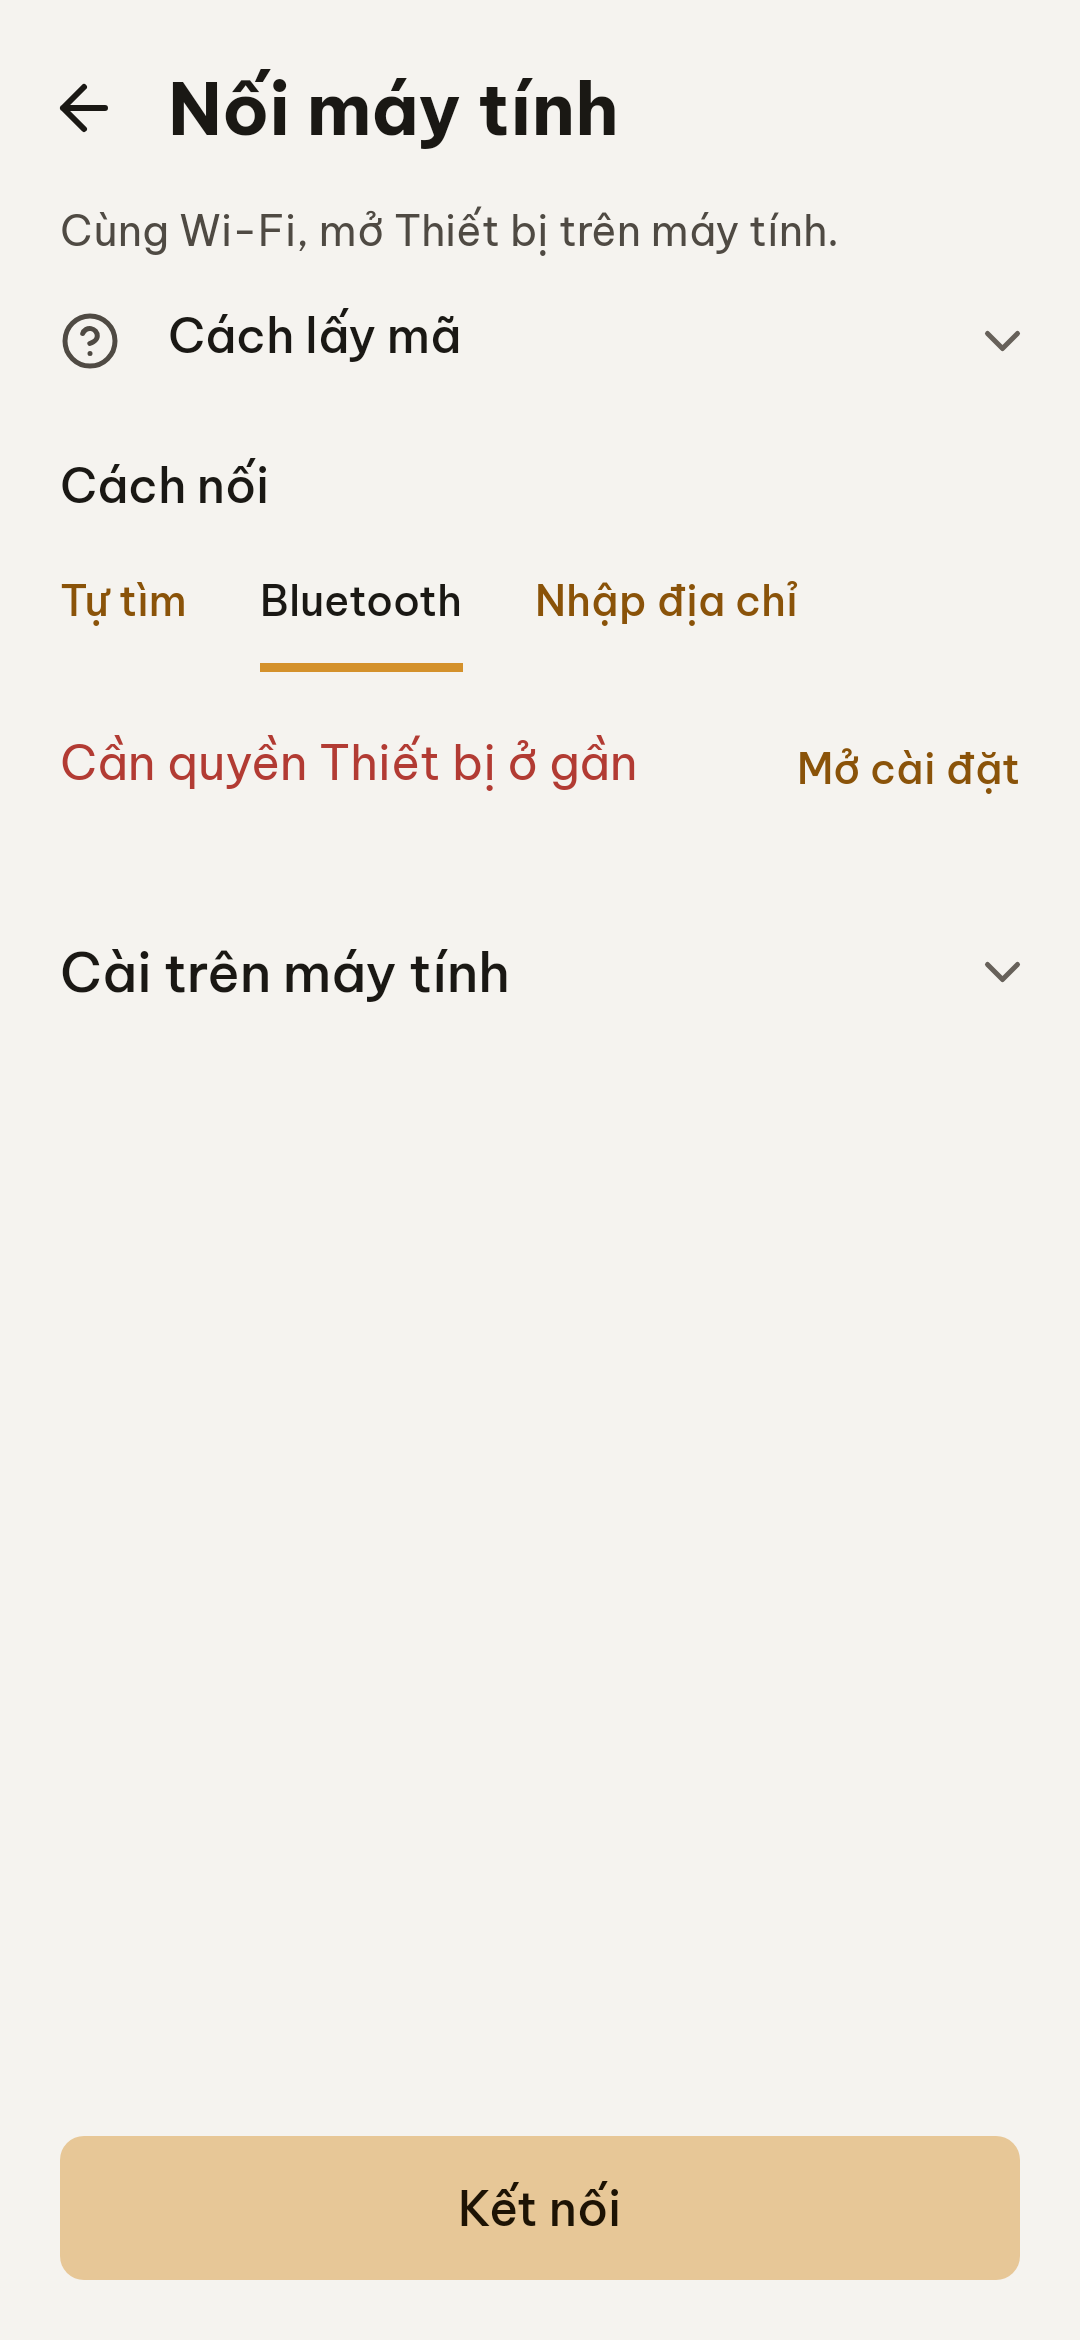 Nối máy tính
Cùng Wi-Fi, mở Thiết bị trên máy tính.
Cách lấy mã
Cách nối
Tự tìm Bluetooth Nhập địa chỉ
Cần quyền Thiết bị ở gần Mở cài đặt
Cài trên máy tính
Kết nối